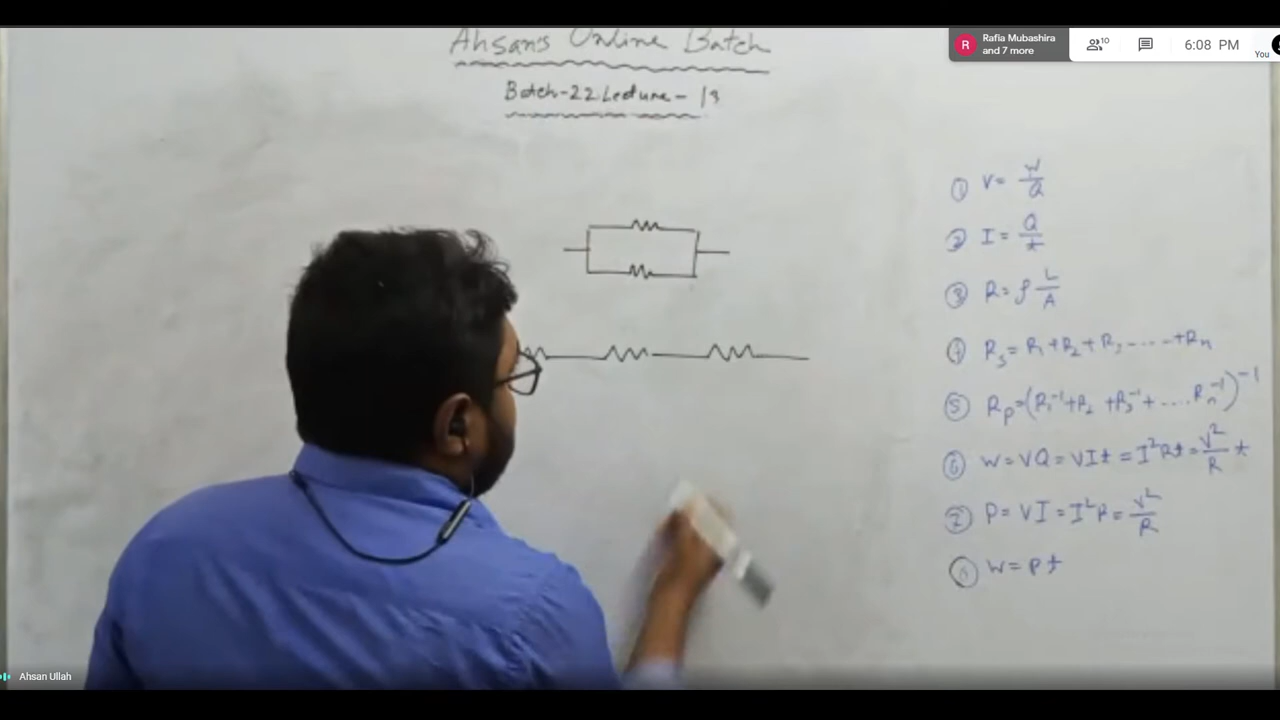 Ahsan's Online Batch
Batch-22 Lecture - 13
① V = W/Q
② I = Q/t
③ R = ρ L/A
④ Rs = R₁ + R₂ + R₃ ---- + Rn
⑤ Rp = (R₁⁻¹ + R₂ + R₃⁻¹ + .... Rn⁻¹)⁻¹
⑥ W = VQ = VIt = I²Rt = V²/R t
⑦ P = VI = I²R = V²/R
W = Pt
R
Rafia Mubashira
and 7 more
10
6:08 PM
You
Ahsan Ullah